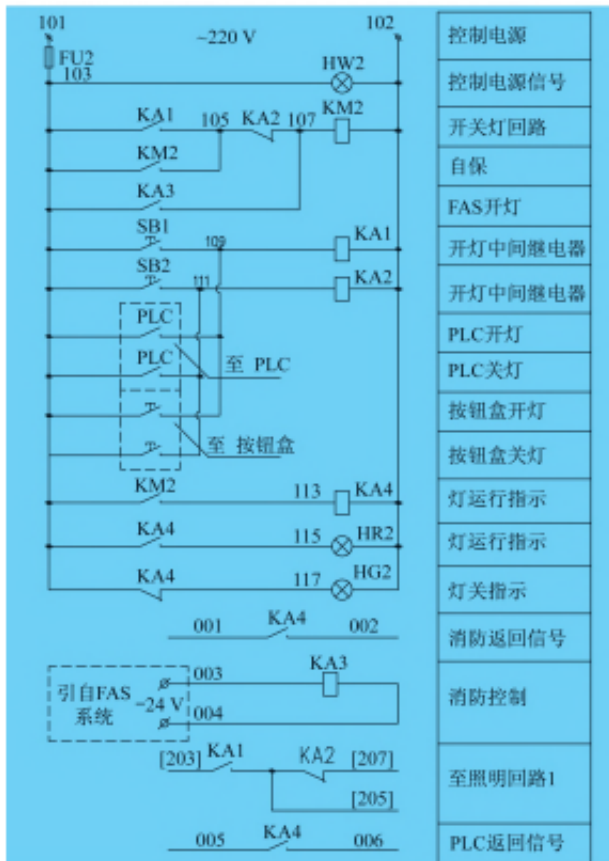 101 ~220 V 102 控制电源
FU2
103 HW2 控制电源信号
KA1 105 KA2 107 KM2 开关灯回路
KM2 自保
KA3 FAS开灯
SB1 109 KA1 开灯中间继电器
SB2 111 KA2 开灯中间继电器
PLC PLC开灯
至 PLC
PLC PLC关灯
按钮盒开灯
至 按钮盒
按钮盒关灯
KM2 113 KA4 灯运行指示
KA4 115 HR2 灯运行指示
KA4 117 HG2 灯关指示
001 KA4 002 消防返回信号
003 KA3
引自FAS系统 =24 V 消防控制
004
[203] KA1 KA2 [207]
至照明回路1
[205]
005 KA4 006 PLC返回信号